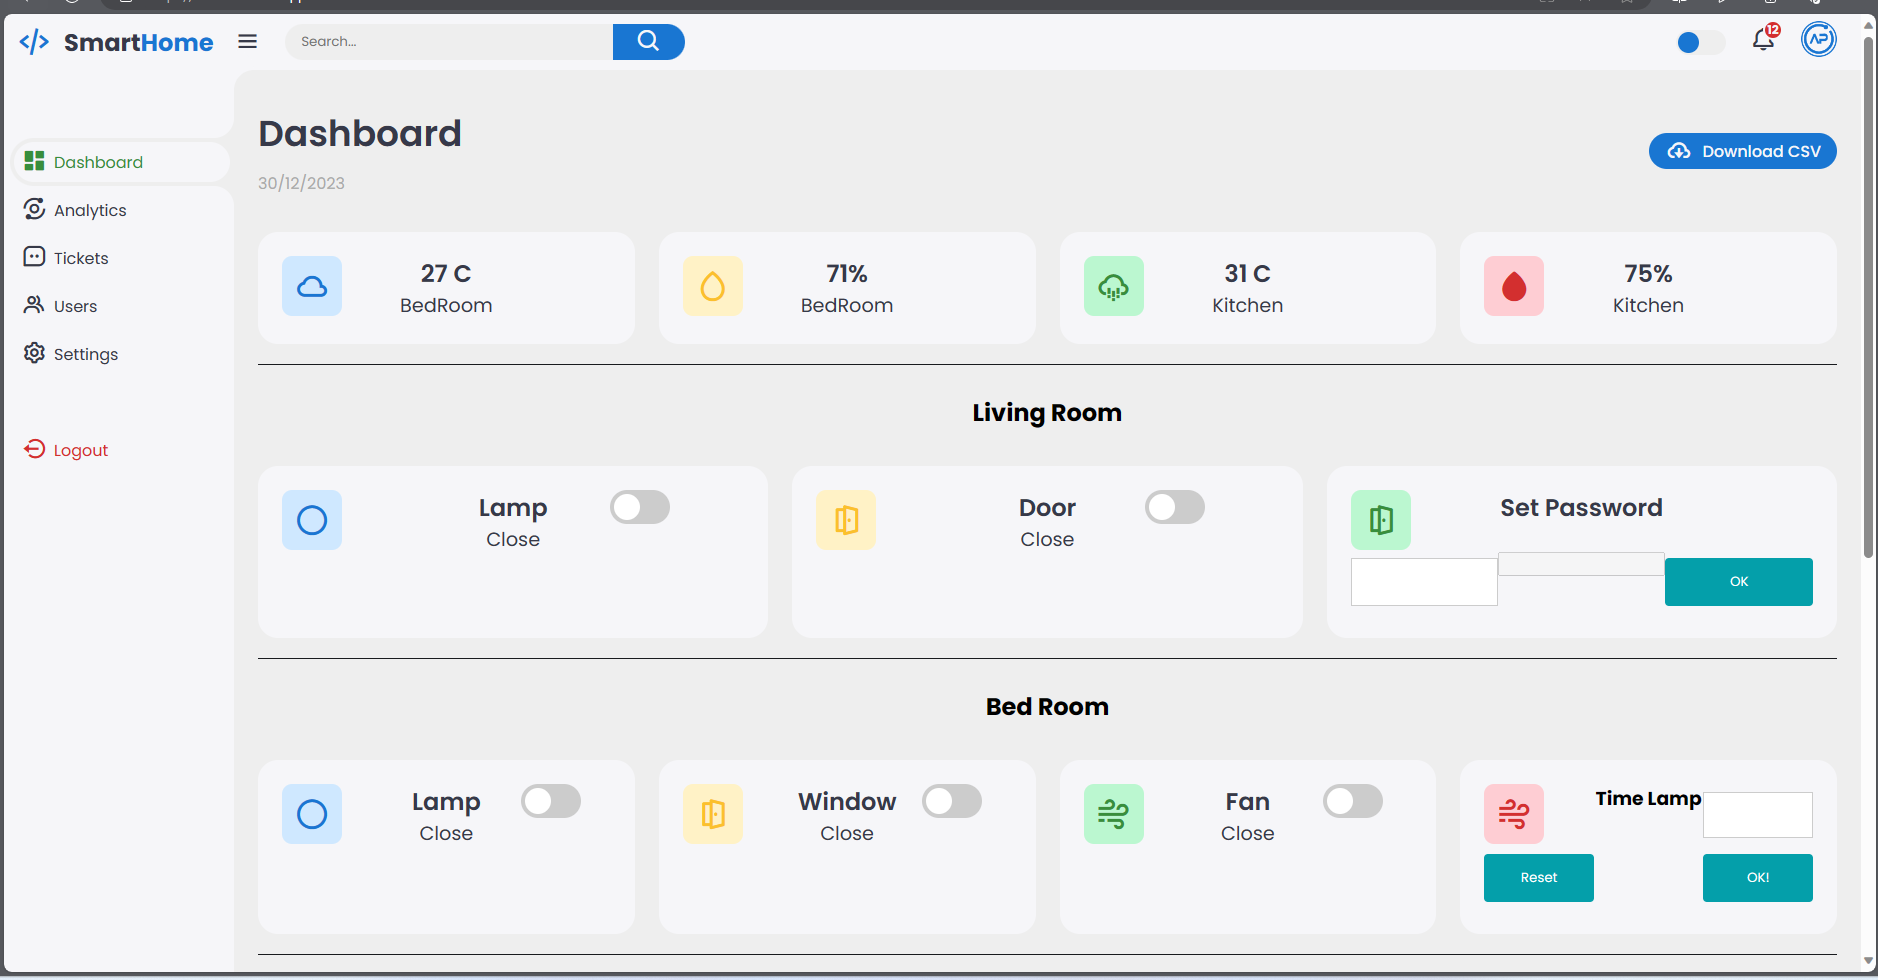 SmartHome
Search...
12
AP
Dashboard
Analytics
Tickets
Users
Settings
Logout
Dashboard
30/12/2023
Download CSV
27 C
BedRoom
71%
BedRoom
31 C
Kitchen
75%
Kitchen
Living Room
Lamp
Close
Door
Close
Set Password
OK
Bed Room
Lamp
Close
Window
Close
Fan
Close
Time Lamp
Reset
OK!